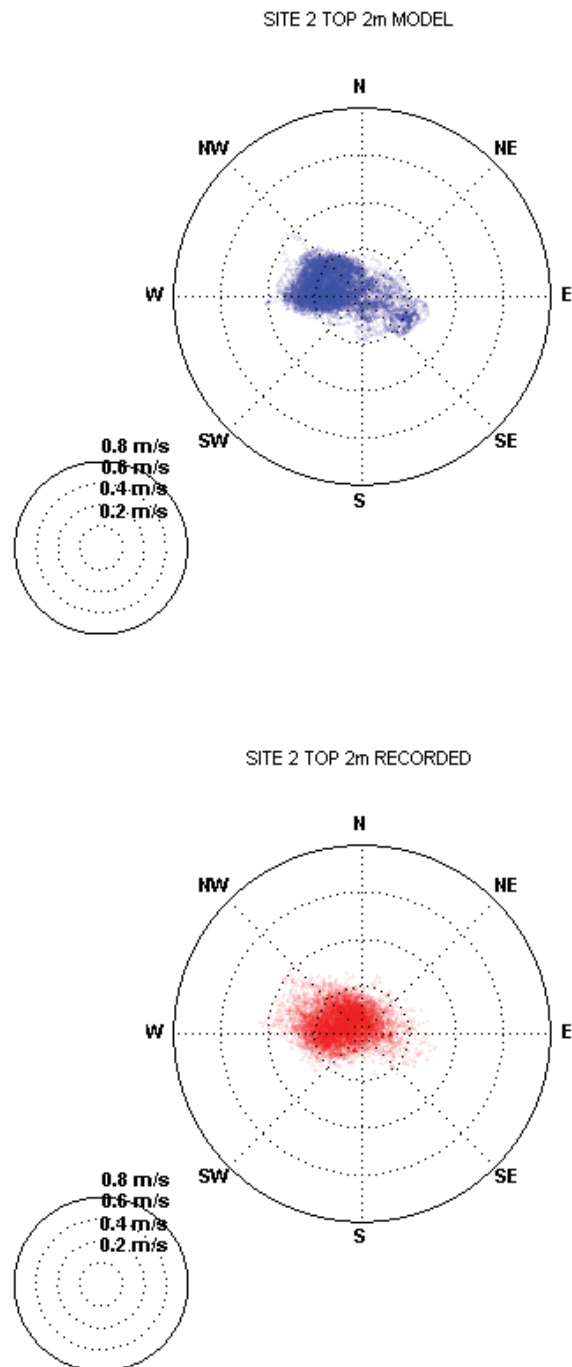 SITE 2 TOP 2m MODEL
N
NW
NE
W
E
SW
SE
S
0.8 m/s
0.6 m/s
0.4 m/s
0.2 m/s
SITE 2 TOP 2m RECORDED
N
NW
NE
W
E
SW
SE
S
0.8 m/s
0.6 m/s
0.4 m/s
0.2 m/s